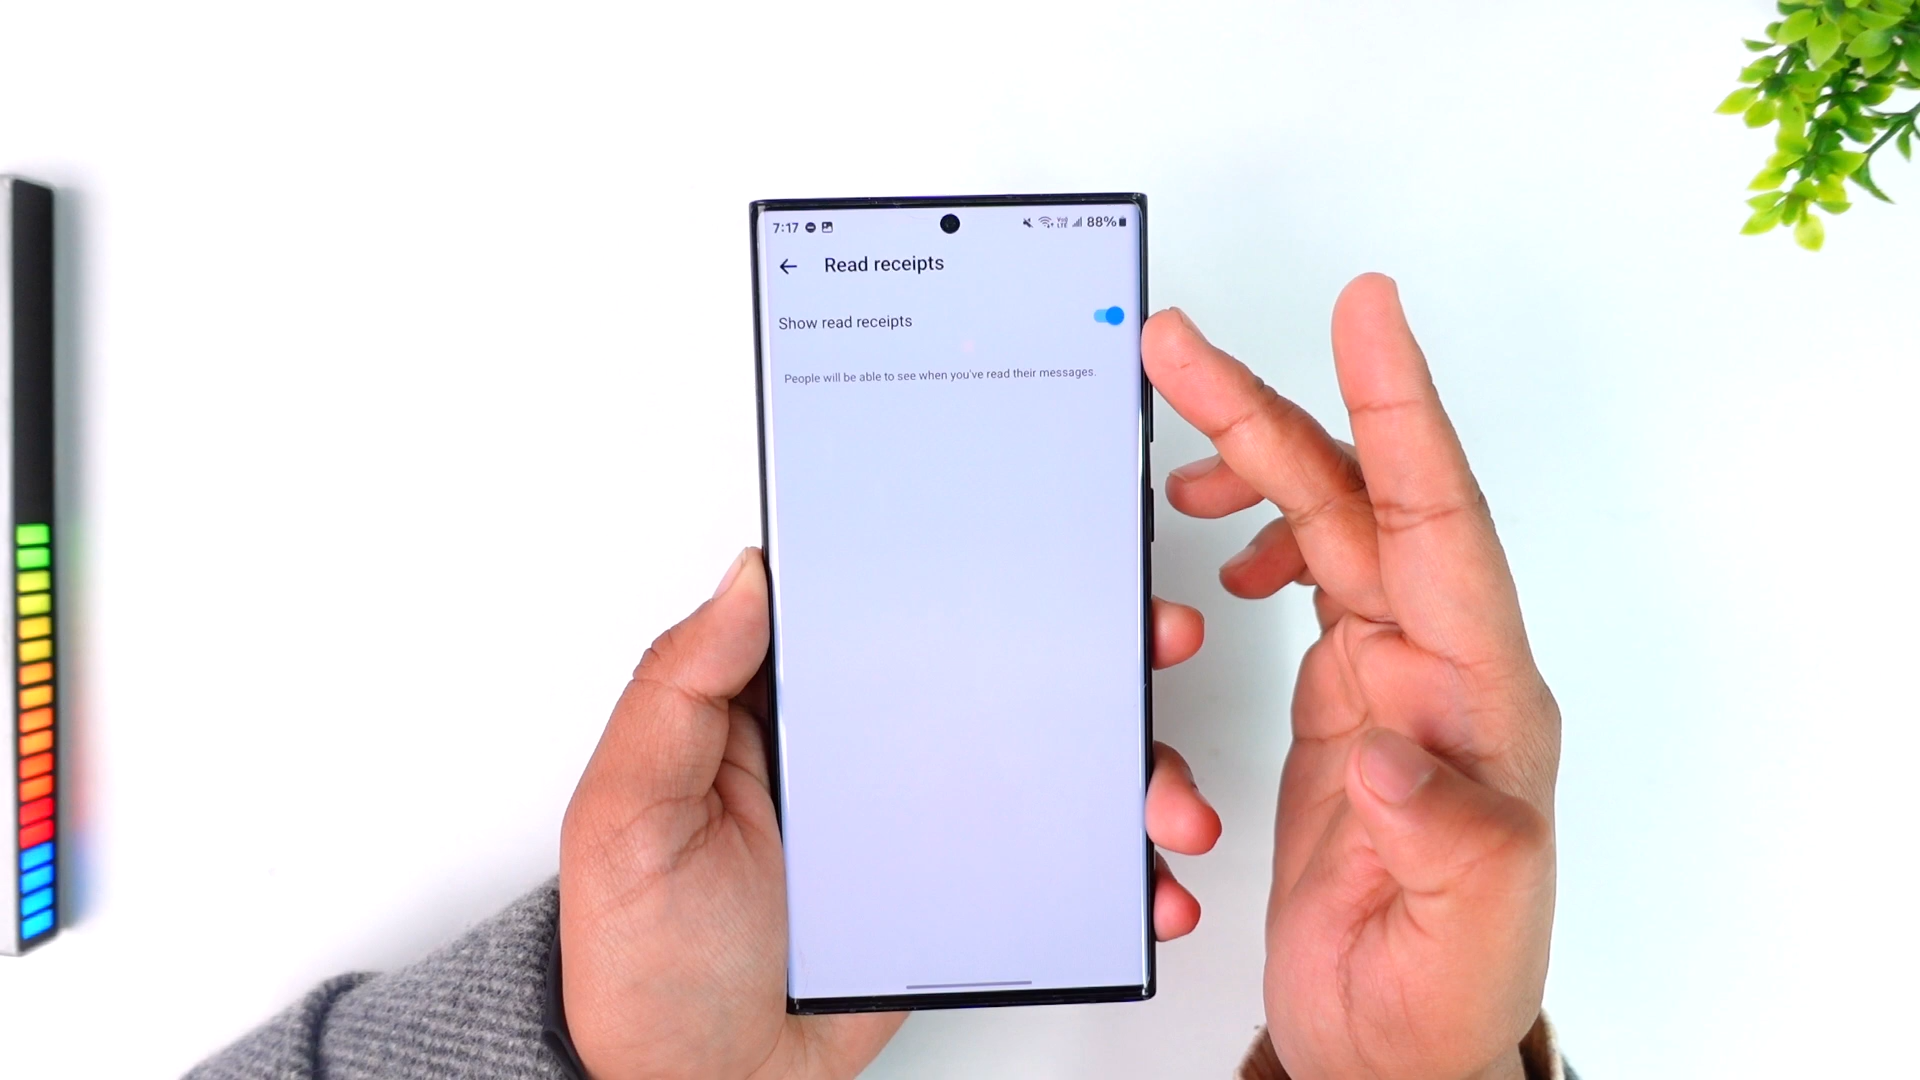 7:17 88%
Read receipts
Show read receipts
People will be able to see when you've read their messages.